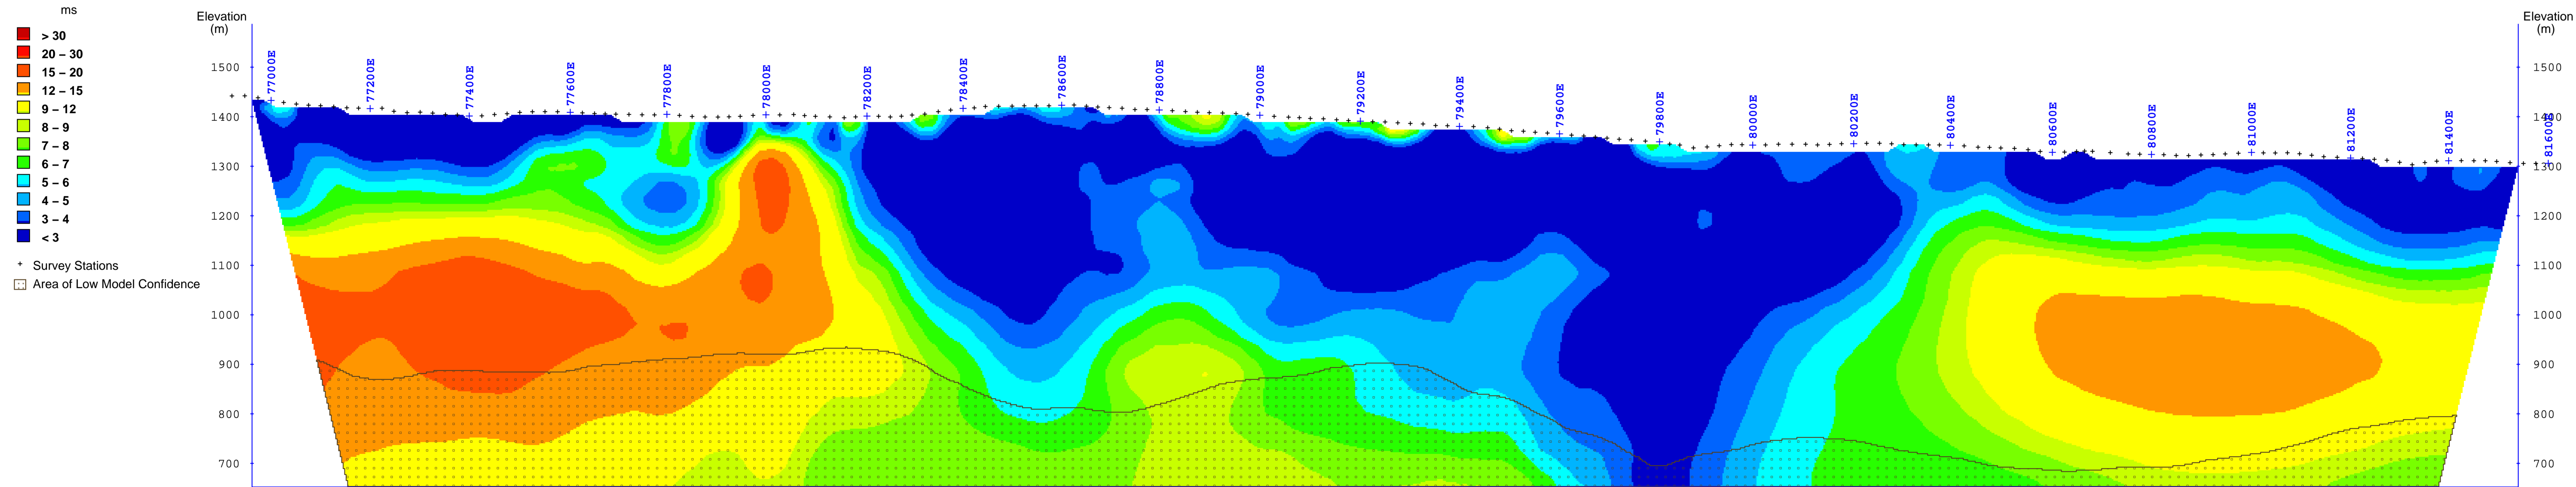 ms
> 30
20 – 30
15 – 20
12 – 15
9 – 12
8 – 9
7 – 8
6 – 7
5 – 6
4 – 5
3 – 4
< 3
Survey Stations
Area of Low Model Confidence
Elevation
(m)
1500
1400
1300
1200
1100
1000
900
800
700
77000E
77200E
77400E
77600E
77800E
78000E
78200E
78400E
78600E
78800E
79000E
79200E
79400E
79600E
79800E
80000E
80200E
80400E
80600E
80800E
81000E
81200E
81400E
81600E
Elevation
(m)
1500
1400
1300
1200
1100
1000
900
800
700